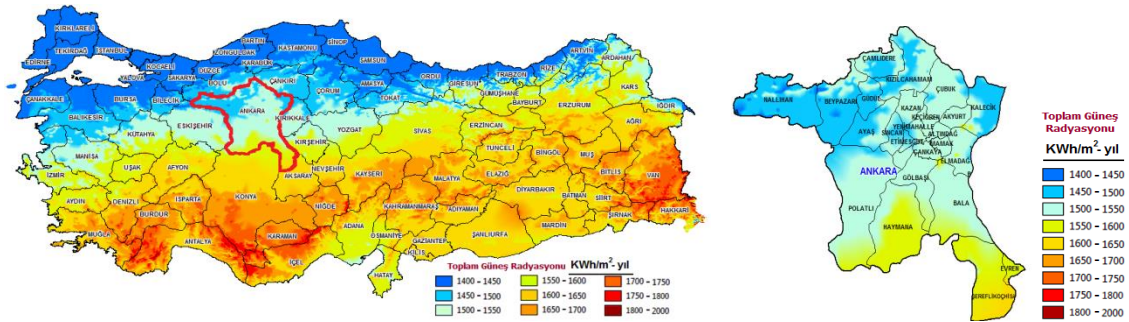 KIRKLARELİ
EDİRNE
TEKİRDAĞ
İSTANBUL
KOCAELİ
YALOVA
SAKARYA
DÜZCE
ZONGULDAK
BARTIN
KARABÜK
KASTAMONU
SİNOP
SAMSUN
ORDU
GİRESUN
TRABZON
RİZE
ARTVİN
ARDAHAN
KARS
IĞDIR
AĞRI
ÇANAKKALE
BALIKESİR
BURSA
BİLECİK
BOLU
ÇANKIRI
ÇORUM
AMASYA
TOKAT
GÜMÜŞHANE
BAYBURT
ERZURUM
ERZİNCAN
KÜTAHYA
ESKİŞEHİR
ANKARA
KIRIKKALE
YOZGAT
SİVAS
TUNCELİ
BİNGÖL
MUŞ
BİTLİS
VAN
MANİSA
İZMİR
UŞAK
AFYON
KIRŞEHİR
NEVŞEHİR
AKSARAY
KAYSERİ
MALATYA
ELAZIĞ
DİYARBAKIR
BATMAN
SİİRT
ŞIRNAK
HAKKARİ
AYDIN
DENİZLİ
ISPARTA
BURDUR
KONYA
NİĞDE
KAHRAMANMARAŞ
ADIYAMAN
MARDİN
ŞANLIURFA
MUĞLA
ANTALYA
KARAMAN
İÇEL
ADANA
OSMANİYE
GAZİANTEP
KİLİS
HATAY
Toplam Güneş Radyasyonu KWh/m²-yıl
1400 - 1450
1450 - 1500
1500 - 1550
1550 - 1600
1600 - 1650
1650 - 1700
1700 - 1750
1750 - 1800
1800 - 2000
ÇAMLIDERE
KIZILCAHAMAM
NALLIHAN
BEYPAZARI
GÜDÜL
ÇUBUK
KAZAN
KALECİK
KEÇİÖREN
AKYURT
AYAŞ
SİNCAN
YENİMAHALLE
ALTINDAĞ
ETİMESGUT
MAMAK
ÇANKAYA
ELMADAĞ
ANKARA
GÖLBAŞI
BALA
POLATLI
HAYMANA
EVREN
ŞEREFLİKOÇHİSAR
Toplam Güneş
Radyasyonu
KWh/m²-yıl
1400 - 1450
1450 - 1500
1500 - 1550
1550 - 1600
1600 - 1650
1650 - 1700
1700 - 1750
1750 - 1800
1800 - 2000